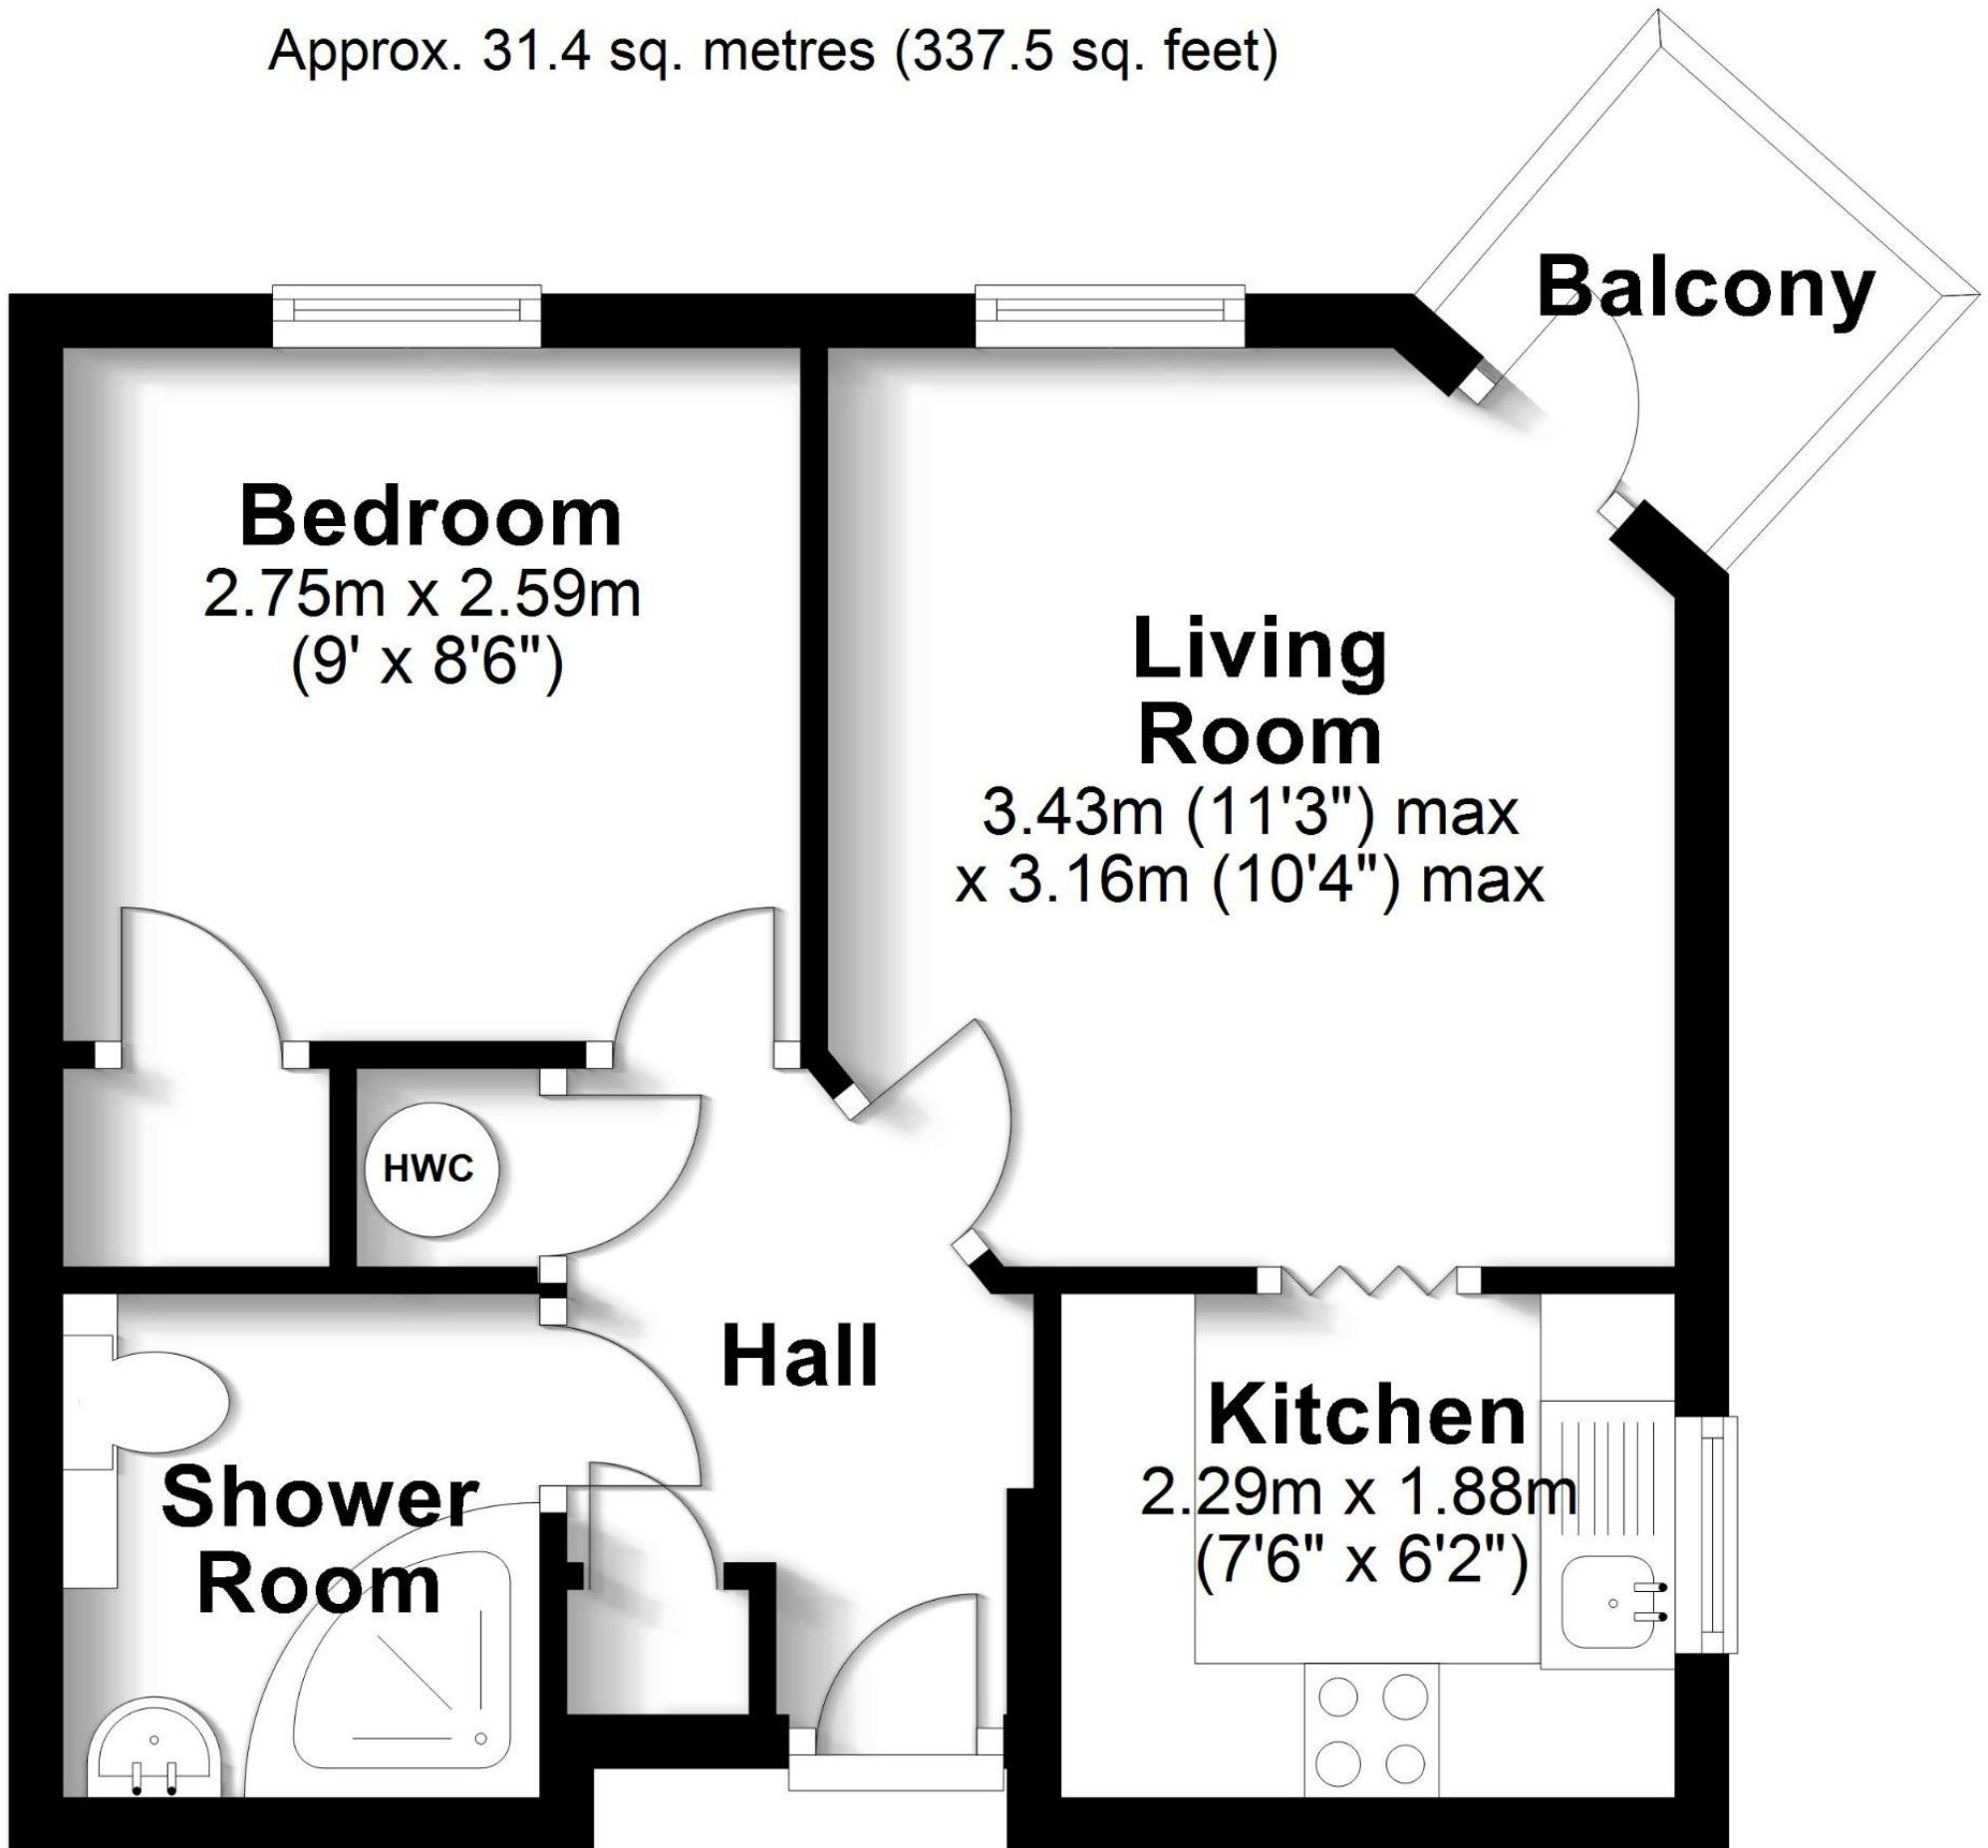 Approx. 31.4 sq. metres (337.5 sq. feet)
Balcony
Bedroom
2.75m x 2.59m
(9' x 8'6")
Living
Room
3.43m (11'3") max
x 3.16m (10'4") max
HWC
Hall
Kitchen
2.29m x 1.88m
(7'6" x 6'2")
Shower
Room